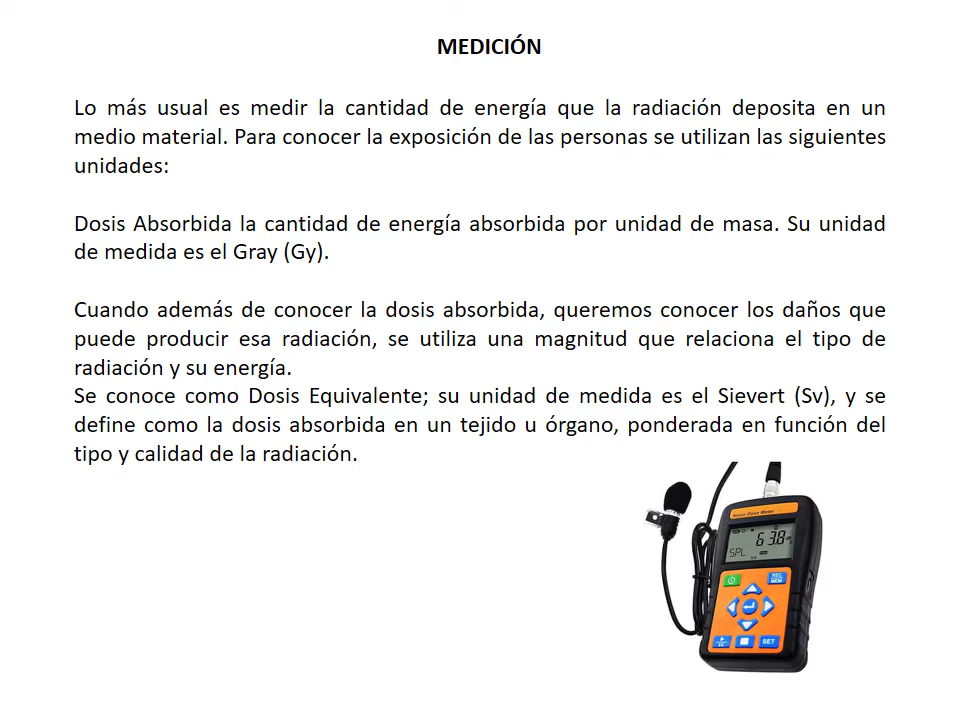 MEDICIÓN
Lo más usual es medir la cantidad de energía que la radiación deposita en un
medio material. Para conocer la exposición de las personas se utilizan las siguientes
unidades:
Dosis Absorbida la cantidad de energía absorbida por unidad de masa. Su unidad
de medida es el Gray (Gy).
Cuando además de conocer la dosis absorbida, queremos conocer los daños que
puede producir esa radiación, se utiliza una magnitud que relaciona el tipo de
radiación y su energía.
Se conoce como Dosis Equivalente; su unidad de medida es el Sievert (Sv), y se
define como la dosis absorbida en un tejido u órgano, ponderada en función del
tipo y calidad de la radiación.
Noise Dose Meter
63.8
SPL
REC
MEM
SET